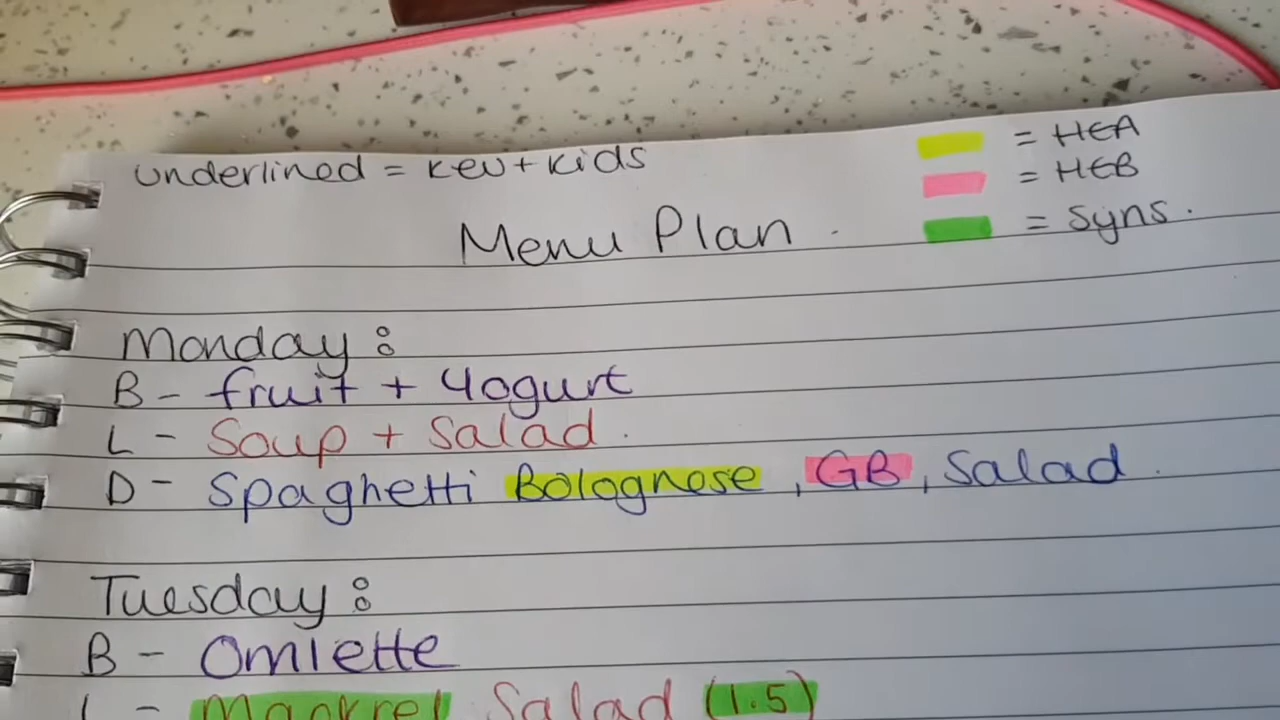 underlined = Kev + Kids
= HEA
= HEB
= Syns.
Menu Plan.
Monday:
B - fruit + Yogurt
L - Soup + Salad.
D - Spaghetti Bolognese, GB, Salad.
Tuesday:
B - Omlette
L - Mankrel Salad (1.5)